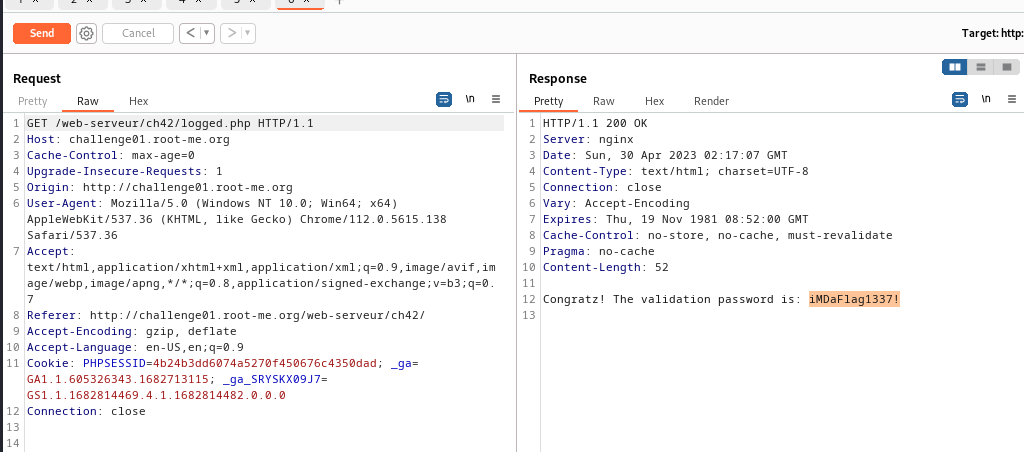 Send
Cancel
<
>
Target: http:
Request
Response
Pretty Raw Hex
\n
Pretty Raw Hex Render
\n
1 GET /web-serveur/ch42/logged.php HTTP/1.1
2 Host: challenge01.root-me.org
3 Cache-Control: max-age=0
4 Upgrade-Insecure-Requests: 1
5 Origin: http://challenge01.root-me.org
6 User-Agent: Mozilla/5.0 (Windows NT 10.0; Win64; x64)
AppleWebKit/537.36 (KHTML, like Gecko) Chrome/112.0.5615.138
Safari/537.36
7 Accept:
text/html,application/xhtml+xml,application/xml;q=0.9,image/avif,im
age/webp,image/apng,*/*;q=0.8,application/signed-exchange;v=b3;q=0.
7
8 Referer: http://challenge01.root-me.org/web-serveur/ch42/
9 Accept-Encoding: gzip, deflate
10 Accept-Language: en-US,en;q=0.9
11 Cookie: PHPSESSID=4b24b3dd6074a5270f450676c4350dad; _ga=
GA1.1.605326343.1682713115; _ga_SRYSKX09J7=
GS1.1.1682814469.4.1.1682814482.0.0.0
12 Connection: close
13
14
1 HTTP/1.1 200 OK
2 Server: nginx
3 Date: Sun, 30 Apr 2023 02:17:07 GMT
4 Content-Type: text/html; charset=UTF-8
5 Connection: close
6 Vary: Accept-Encoding
7 Expires: Thu, 19 Nov 1981 08:52:00 GMT
8 Cache-Control: no-store, no-cache, must-revalidate
9 Pragma: no-cache
10 Content-Length: 52
11
12 Congratz! The validation password is: iMDaFlag1337!
13